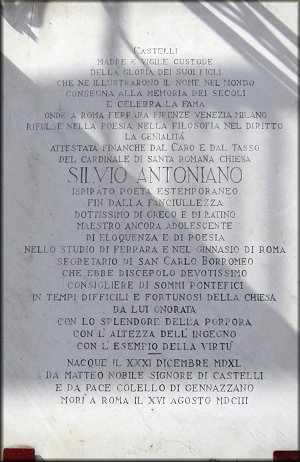 CASTELLI
MADRE E VIGILE CUSTODE
DELLA GLORIA DEI SUOI FIGLI
CHE NE ILLUSTRARONO IL NOME NEL MONDO
CONSEGNA ALLA MEMORIA DEI SECOLI
E CELEBRA LA FAMA
ONDE A ROMA FERRARA FIRENZE VENEZIA MILANO
RIFULSE NELLA POESIA NELLA FILOSOFIA NEL DIRITTO
LA GENIALITÀ
ATTESTATA FINANCHE DAL CARO E DAL TASSO
DEL CARDINALE DI SANTA ROMANA CHIESA
SILVIO ANTONIANO
ISPIRATO POETA ESTEMPORANEO
FIN DALLA FANCIULLEZZA
DOTTISSIMO DI GRECO E DI LATINO
MAESTRO ANCORA ADOLESCENTE
DI ELOQUENZA E DI POESIA
NELLO STUDIO DI FERRARA E NEL GINNASIO DI ROMA
SEGRETARIO DI SAN CARLO BORROMEO
CHE EBBE DISCEPOLO DEVOTISSIMO
CONSIGLIERE DI SOMMI PONTEFICI
IN TEMPI DIFFICILI E FORTUNOSI DELLA CHIESA
DA LUI ONORATA
CON LO SPLENDORE DELLA PORPORA
CON L'ALTEZZA DELL'INGEGNO
CON L'ESEMPIO DELLA VIRTÙ
NACQUE IL XXXI DICEMBRE MDXL
DA MATTEO NOBILE SIGNORE DI CASTELLI
E DA PACE COLELLO DI GENNAZZANO
MORÌ A ROMA IL XVI AGOSTO MDCIII